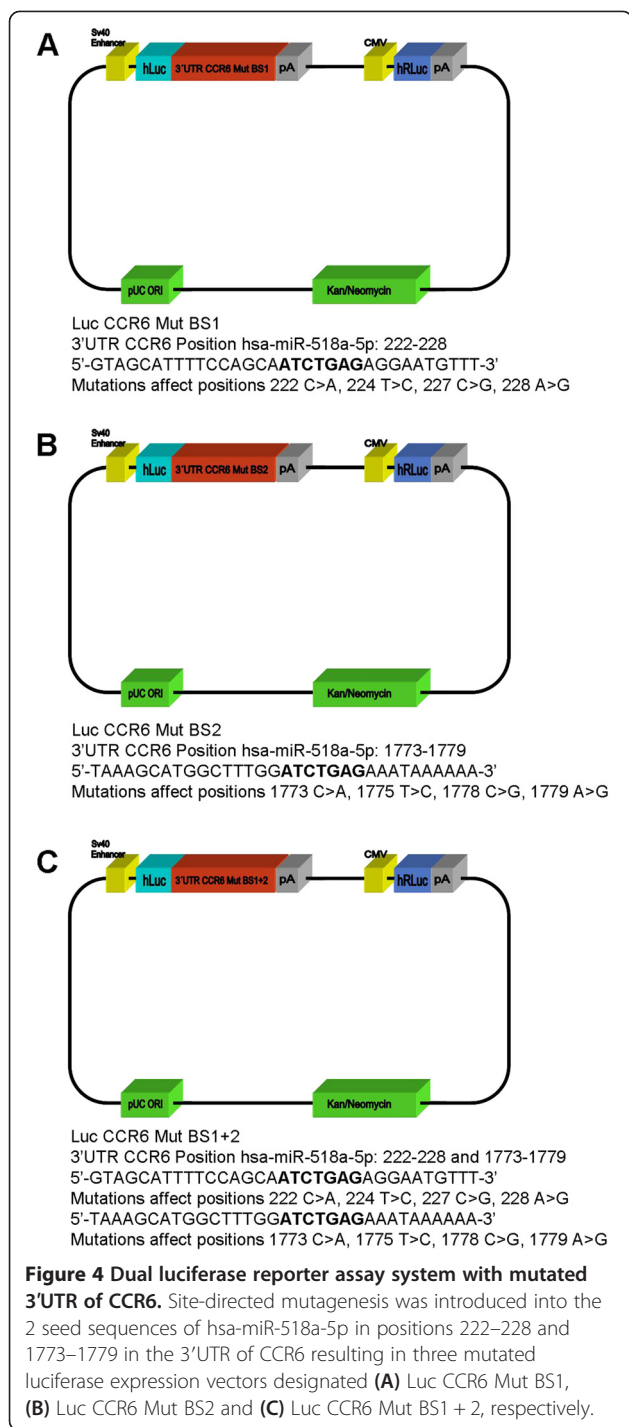 A
Sv40
Enhancer
CMV
hLuc
3'UTR CCR6 Mut BS1
pA
hRLuc
pA
pUC ORI
Kan/Neomycin
Luc CCR6 Mut BS1
3'UTR CCR6 Position hsa-miR-518a-5p: 222-228
5'-GTAGCATTTTCCAGCAATCTGAGAGGAATGTTT-3'
Mutations affect positions 222 C>A, 224 T>C, 227 C>G, 228 A>G
B
Sv40
Enhancer
CMV
hLuc
3'UTR CCR6 Mut BS2
pA
hRLuc
pA
pUC ORI
Kan/Neomycin
Luc CCR6 Mut BS2
3'UTR CCR6 Position hsa-miR-518a-5p: 1773-1779
5'-TAAAGCATGGCTTTGGATCTGAGAAATAAAAAA-3'
Mutations affect positions 1773 C>A, 1775 T>C, 1778 C>G, 1779 A>G
C
Sv40
Enhancer
CMV
hLuc
3'UTR CCR6 Mut BS1+2
pA
hRLuc
pA
pUC ORI
Kan/Neomycin
Luc CCR6 Mut BS1+2
3'UTR CCR6 Position hsa-miR-518a-5p: 222-228 and 1773-1779
5'-GTAGCATTTTCCAGCAATCTGAGAGGAATGTTT-3'
Mutations affect positions 222 C>A, 224 T>C, 227 C>G, 228 A>G
5'-TAAAGCATGGCTTTGGATCTGAGAAATAAAAAA-3'
Mutations affect positions 1773 C>A, 1775 T>C, 1778 C>G, 1779 A>G
Figure 4 Dual luciferase reporter assay system with mutated
3'UTR of CCR6. Site-directed mutagenesis was introduced into the
2 seed sequences of hsa-miR-518a-5p in positions 222–228 and
1773–1779 in the 3'UTR of CCR6 resulting in three mutated
luciferase expression vectors designated (A) Luc CCR6 Mut BS1,
(B) Luc CCR6 Mut BS2 and (C) Luc CCR6 Mut BS1 + 2, respectively.